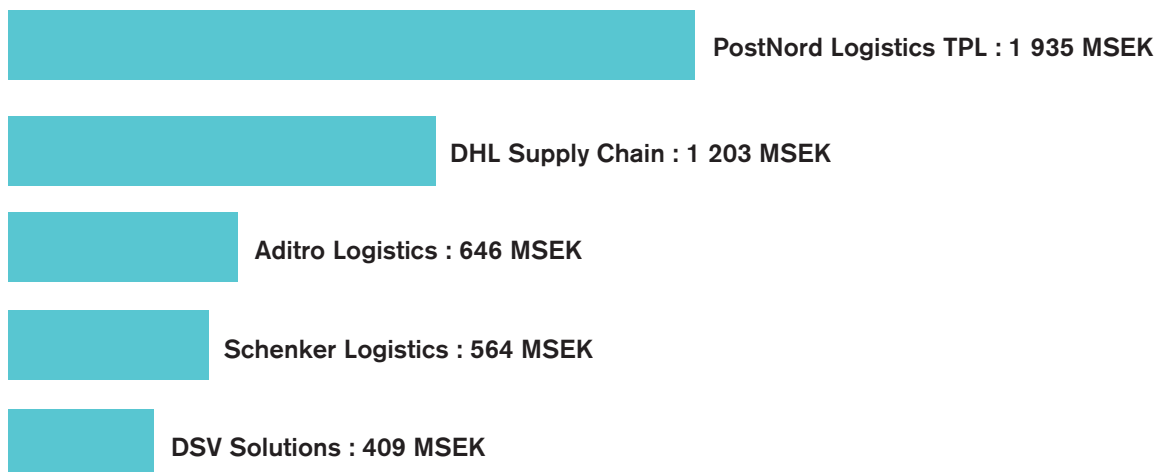 PostNord Logistics TPL : 1 935 MSEK
DHL Supply Chain : 1 203 MSEK
Aditro Logistics : 646 MSEK
Schenker Logistics : 564 MSEK
DSV Solutions : 409 MSEK